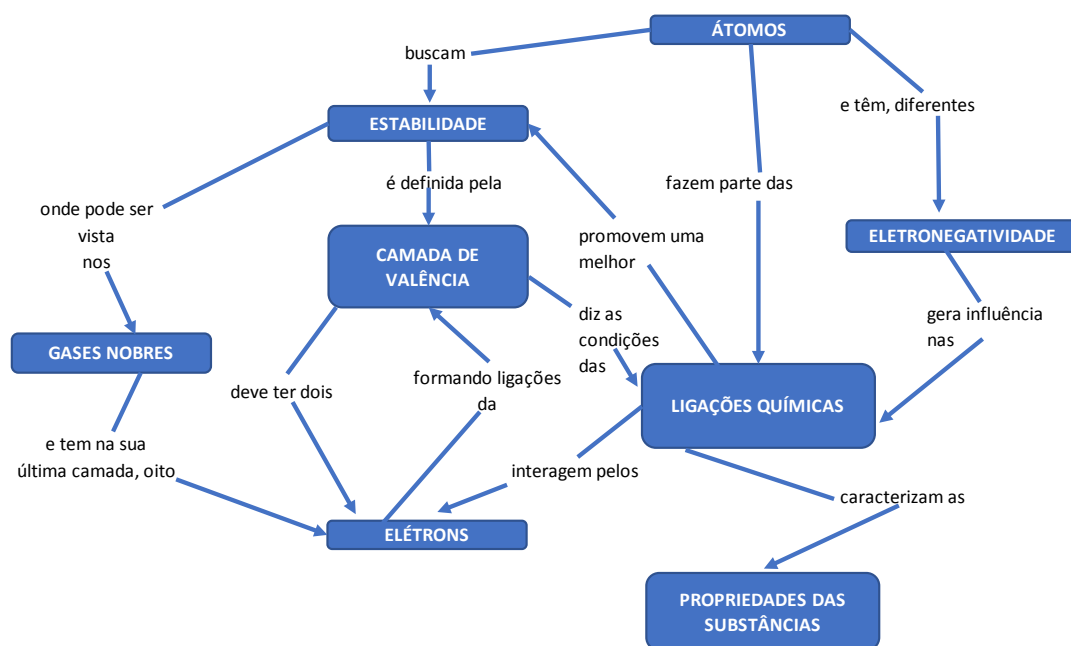 ÁTOMOS
buscam
e têm, diferentes
ESTABILIDADE
é definida pela
fazem parte das
onde pode ser
vista
nos
CAMADA DE
VALÊNCIA
promovem uma
melhor
ELETRONEGATIVIDADE
diz as
condições
das
gera influência
nas
GASES NOBRES
deve ter dois
formando ligações
da
LIGAÇÕES QUÍMICAS
e tem na sua
última camada, oito
interagem pelos
caracterizam as
ELÉTRONS
PROPRIEDADES DAS
SUBSTÂNCIAS